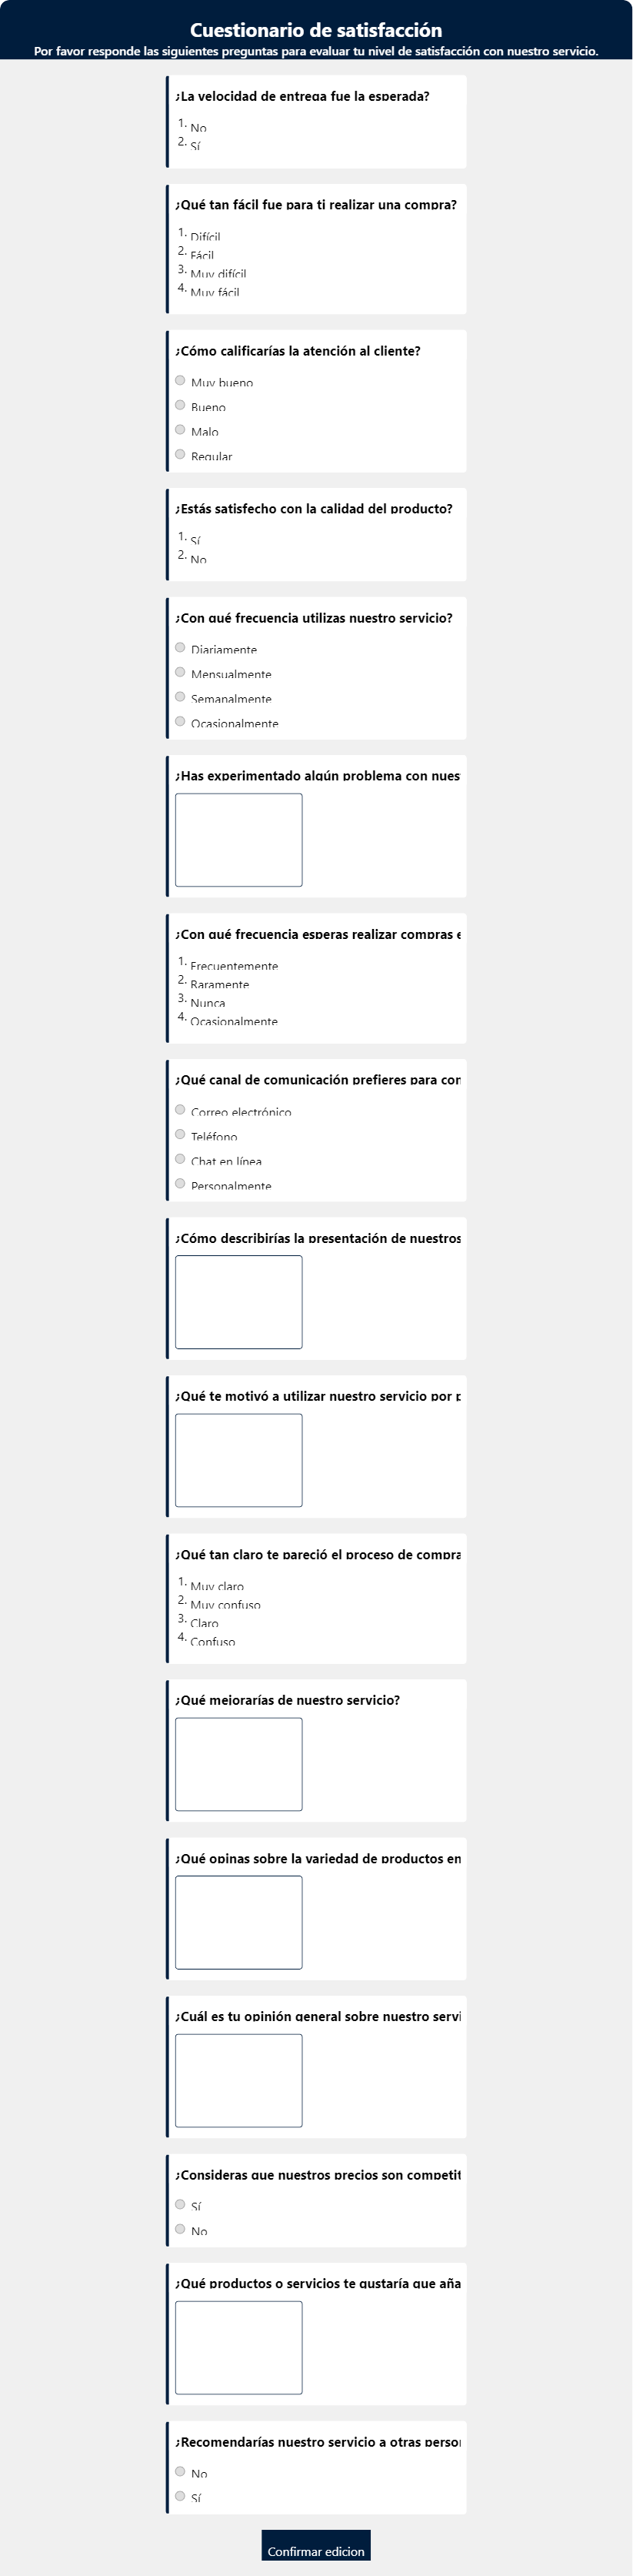 Cuestionario de satisfacción
Por favor responde las siguientes preguntas para evaluar tu nivel de satisfacción con nuestro servicio.
¿La velocidad de entrega fue la esperada?
1. No
2. Sí
¿Qué tan fácil fue para ti realizar una compra?
1. Difícil
2. Fácil
3. Muy difícil
4. Muy fácil
¿Cómo calificarías la atención al cliente?
Muy bueno
Bueno
Malo
Regular
¿Estás satisfecho con la calidad del producto?
1. Sí
2. No
¿Con qué frecuencia utilizas nuestro servicio?
Diariamente
Mensualmente
Semanalmente
Ocasionalmente
¿Has experimentado algún problema con nues
¿Con qué frecuencia esperas realizar compras e
1. Frecuentemente
2. Raramente
3. Nunca
4. Ocasionalmente
¿Qué canal de comunicación prefieres para con
Correo electrónico
Teléfono
Chat en línea
Personalmente
¿Cómo describirías la presentación de nuestros
¿Qué te motivó a utilizar nuestro servicio por p
¿Qué tan claro te pareció el proceso de compra
1. Muy claro
2. Muy confuso
3. Claro
4. Confuso
¿Qué mejorarías de nuestro servicio?
¿Qué opinas sobre la variedad de productos en
¿Cuál es tu opinión general sobre nuestro servi
¿Consideras que nuestros precios son competit
Sí
No
¿Qué productos o servicios te gustaría que aña
¿Recomendarías nuestro servicio a otras person
No
Sí
Confirmar edicion